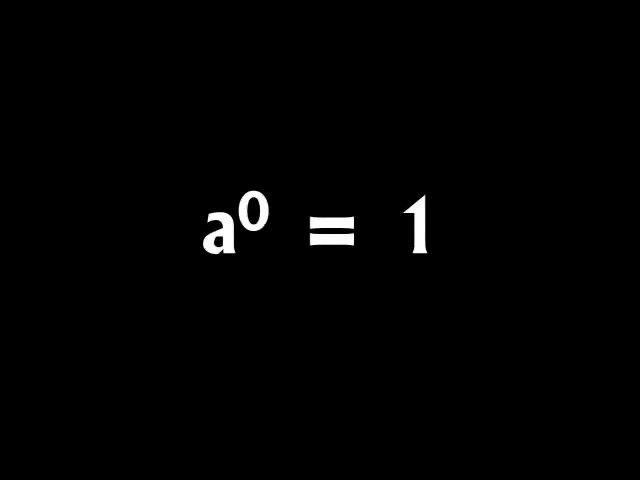 a⁰ = 1